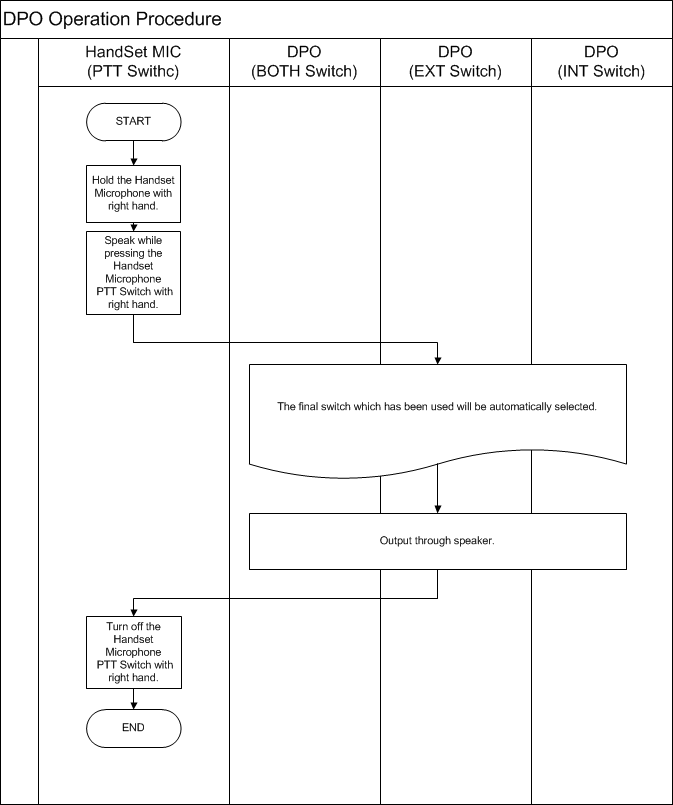 DPO Operation Procedure
HandSet MIC
(PTT Swithc)
DPO
(BOTH Switch)
DPO
(EXT Switch)
DPO
(INT Switch)
START
Hold the Handset
Microphone with
right hand.
Speak while
pressing the
Handset
Microphone
PTT Switch with
right hand.
The final switch which has been used will be automatically selected.
Output through speaker.
Turn off the
Handset
Microphone
PTT Switch with
right hand.
END